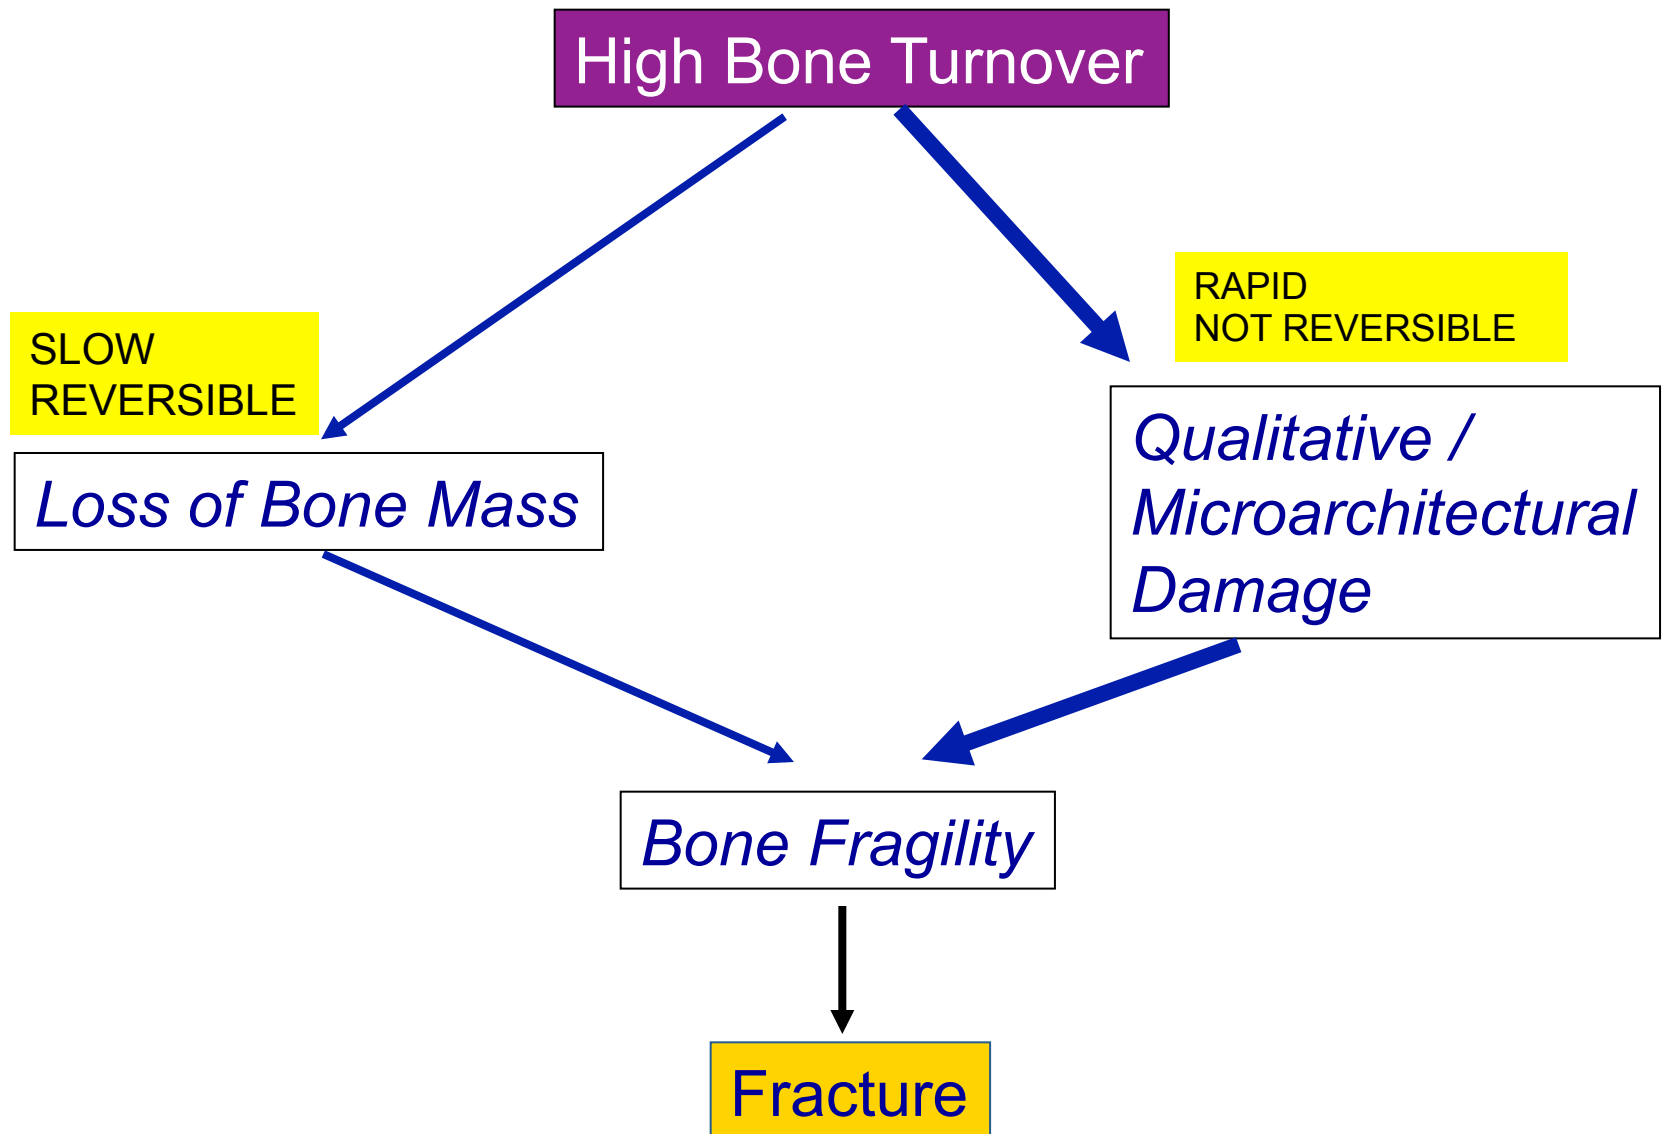 High Bone Turnover
RAPID
NOT REVERSIBLE
SLOW
REVERSIBLE
Qualitative /
Microarchitectural
Damage
Loss of Bone Mass
Bone Fragility
Fracture